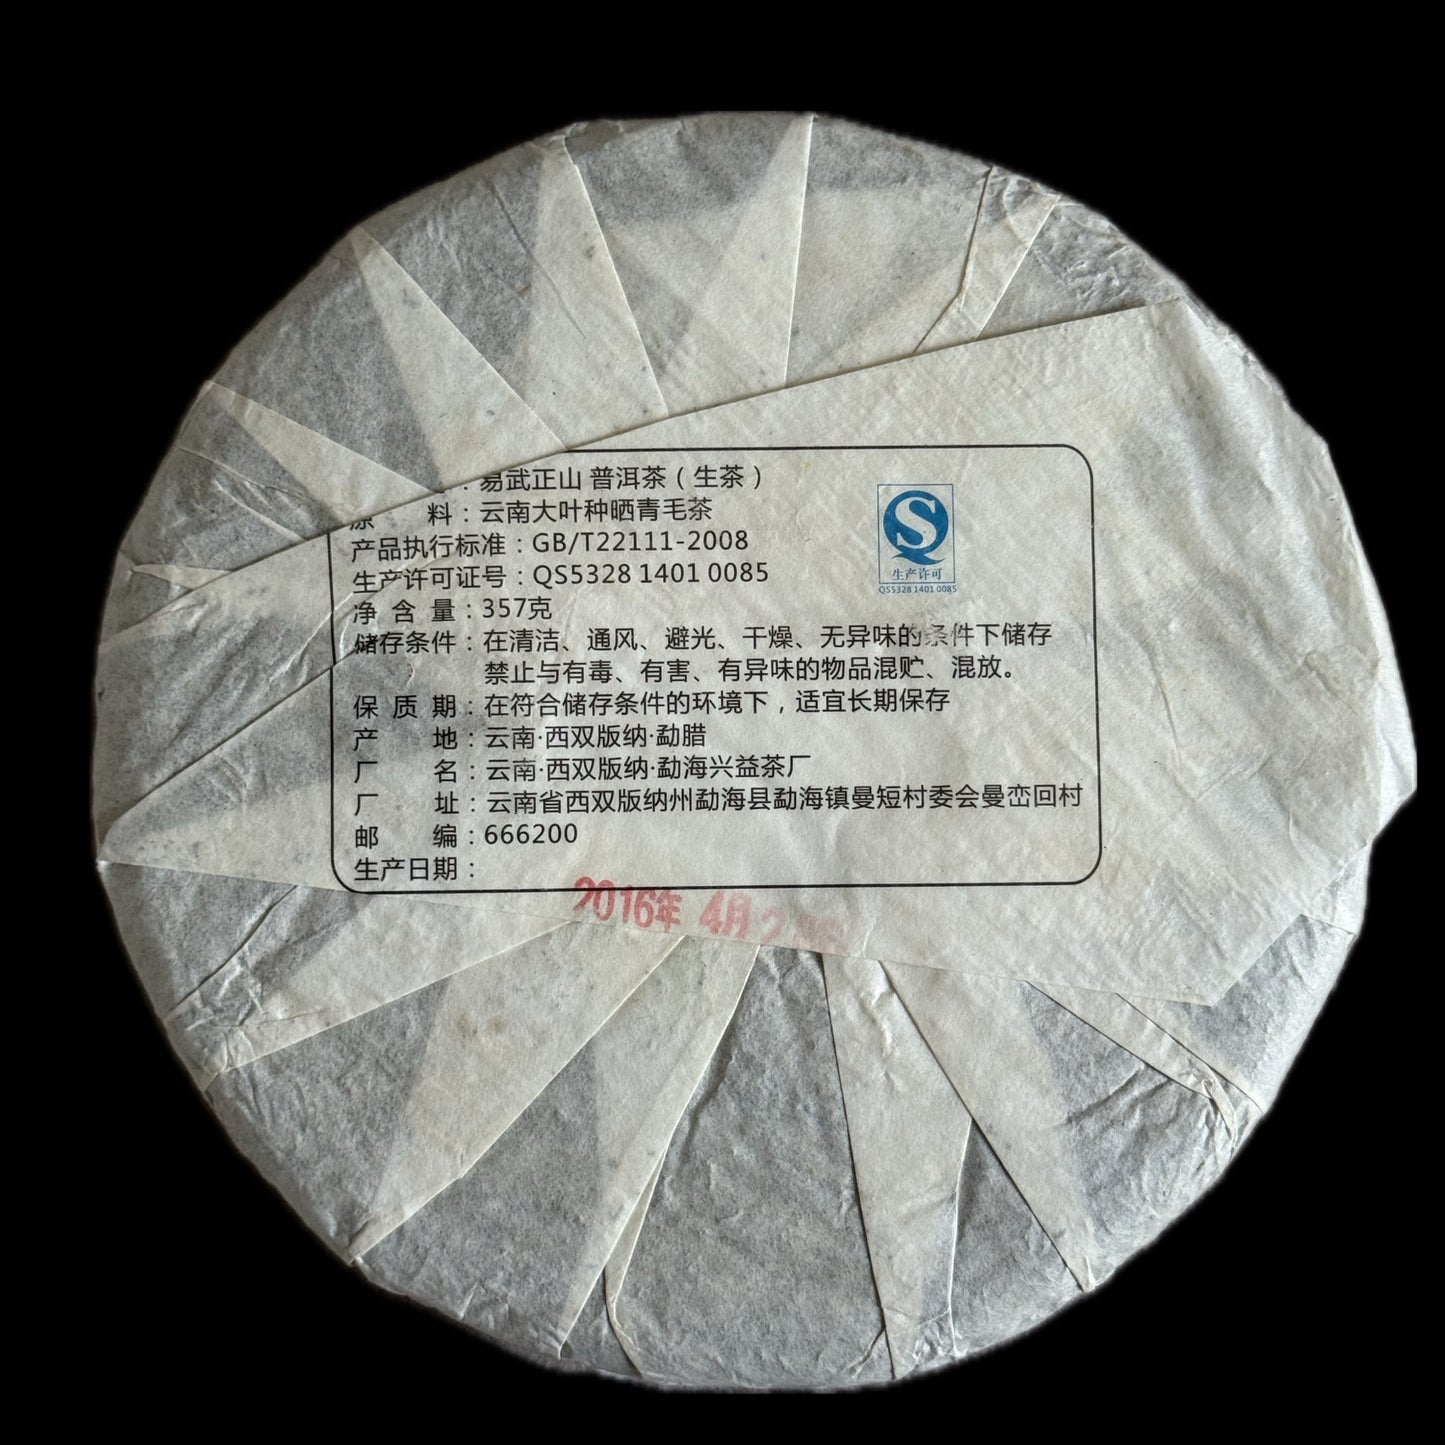 ：易武正山 普洱茶（生茶）
原 料：云南大叶种晒青毛茶
产品执行标准：GB/T22111-2008
生产许可证号：QS5328 1401 0085
净 含 量：357克
储存条件：在清洁、通风、避光、干燥、无异味的条件下储存
禁止与有毒、有害、有异味的物品混贮、混放。
保 质 期：在符合储存条件的环境下，适宜长期保存
产 地：云南·西双版纳·勐腊
厂 名：云南·西双版纳·勐海兴益茶厂
厂 址：云南省西双版纳州勐海县勐海镇曼短村委会曼峦回村
邮 编：666200
生产日期：
2016年 4月 2
生产许可
QS5328 1401 0085